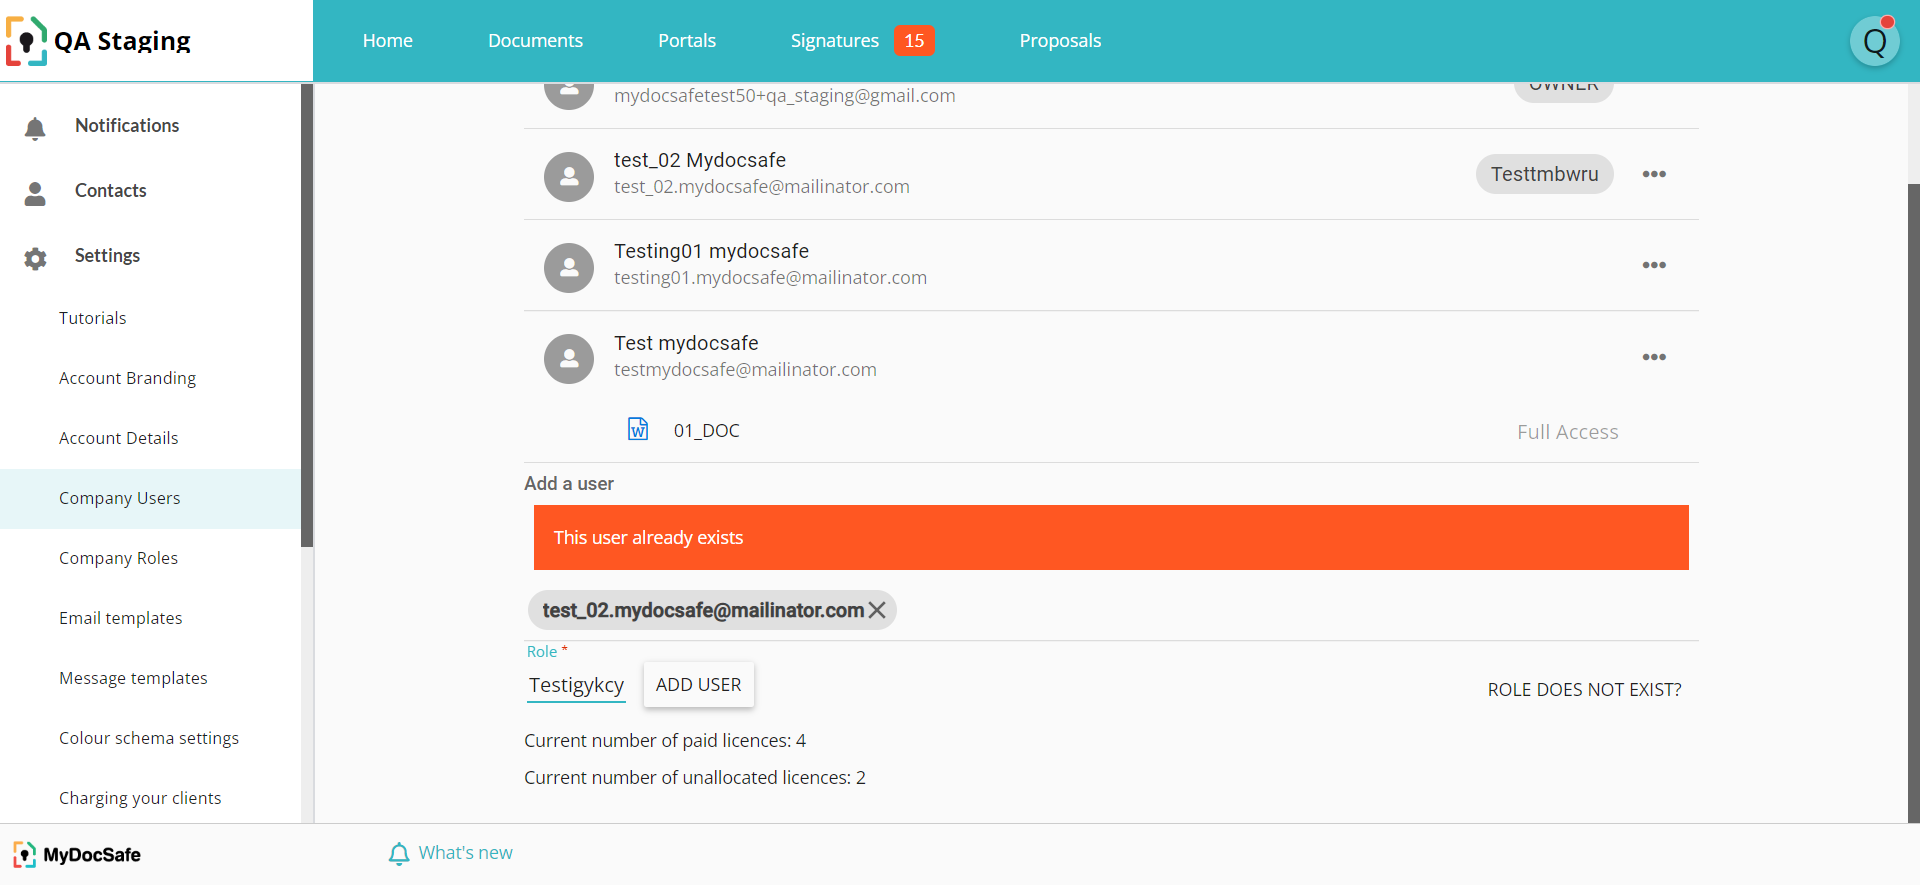 QA Staging
Home
Documents
Portals
Signatures 15
Proposals
Q
Notifications
Contacts
Settings
Tutorials
Account Branding
Account Details
Company Users
Company Roles
Email templates
Message templates
Colour schema settings
Charging your clients
OWNER
mydocsafetest50+qa_staging@gmail.com
test_02 Mydocsafe
test_02.mydocsafe@mailinator.com
Testtmbwru
Testing01 mydocsafe
testing01.mydocsafe@mailinator.com
Test mydocsafe
testmydocsafe@mailinator.com
W
01_DOC
Full Access
Add a user
This user already exists
test_02.mydocsafe@mailinator.com
Role *
Testigykcy
ADD USER
ROLE DOES NOT EXIST?
Current number of paid licences: 4
Current number of unallocated licences: 2
MyDocSafe
What's new